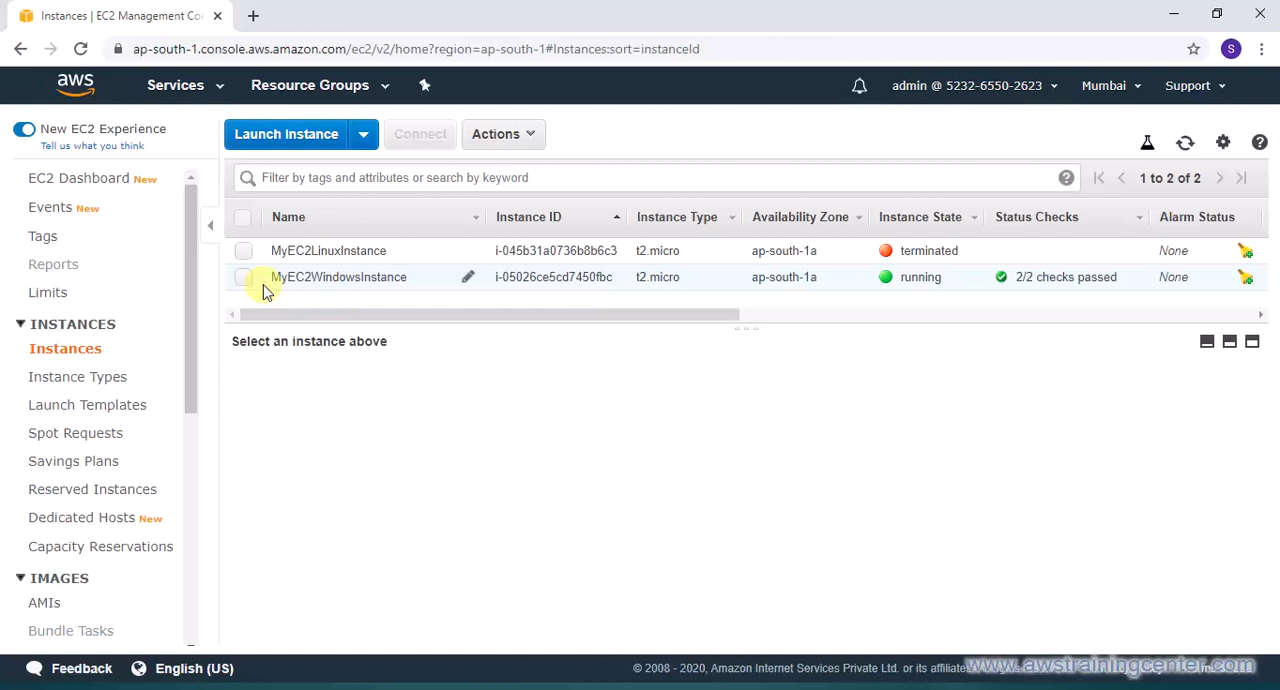 Instances | EC2 Management Co
ap-south-1.console.aws.amazon.com/ec2/v2/home?region=ap-south-1#Instances:sort=instanceId
S
aws
Services
Resource Groups
admin @ 5232-6550-2623
Mumbai
Support
New EC2 Experience
Tell us what you think
Launch Instance
Connect
Actions
EC2 Dashboard New
Events New
Tags
Reports
Limits
INSTANCES
Instances
Instance Types
Launch Templates
Spot Requests
Savings Plans
Reserved Instances
Dedicated Hosts New
Capacity Reservations
IMAGES
AMIs
Bundle Tasks
Filter by tags and attributes or search by keyword
1 to 2 of 2
Name Instance ID Instance Type Availability Zone Instance State Status Checks Alarm Status
MyEC2LinuxInstance i-045b31a0736b8b6c3 t2.micro ap-south-1a terminated None
MyEC2WindowsInstance i-05026ce5cd7450fbc t2.micro ap-south-1a running 2/2 checks passed None
Select an instance above
Feedback
English (US)
© 2008 - 2020, Amazon Internet Services Private Ltd. or its affiliate
www.awstrainingcenter.com